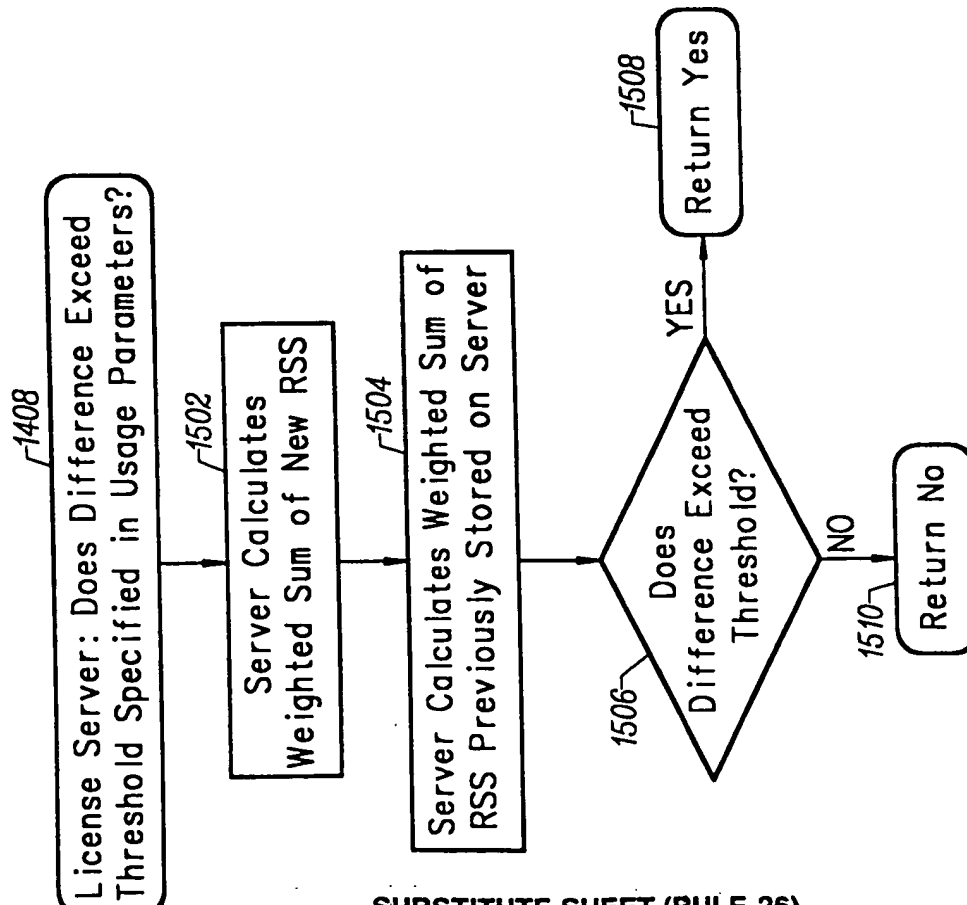 1408
License Server: Does Difference Exceed
Threshold Specified in Usage Parameters?
1502
Server Calculates
Weighted Sum of New RSS
1504
Server Calculates Weighted Sum of
RSS Previously Stored on Server
1506
Does
Difference Exceed
Threshold?
YES
1508
Return Yes
NO
1510
Return No
SUBSTITUTE SHEET (RULE 26)